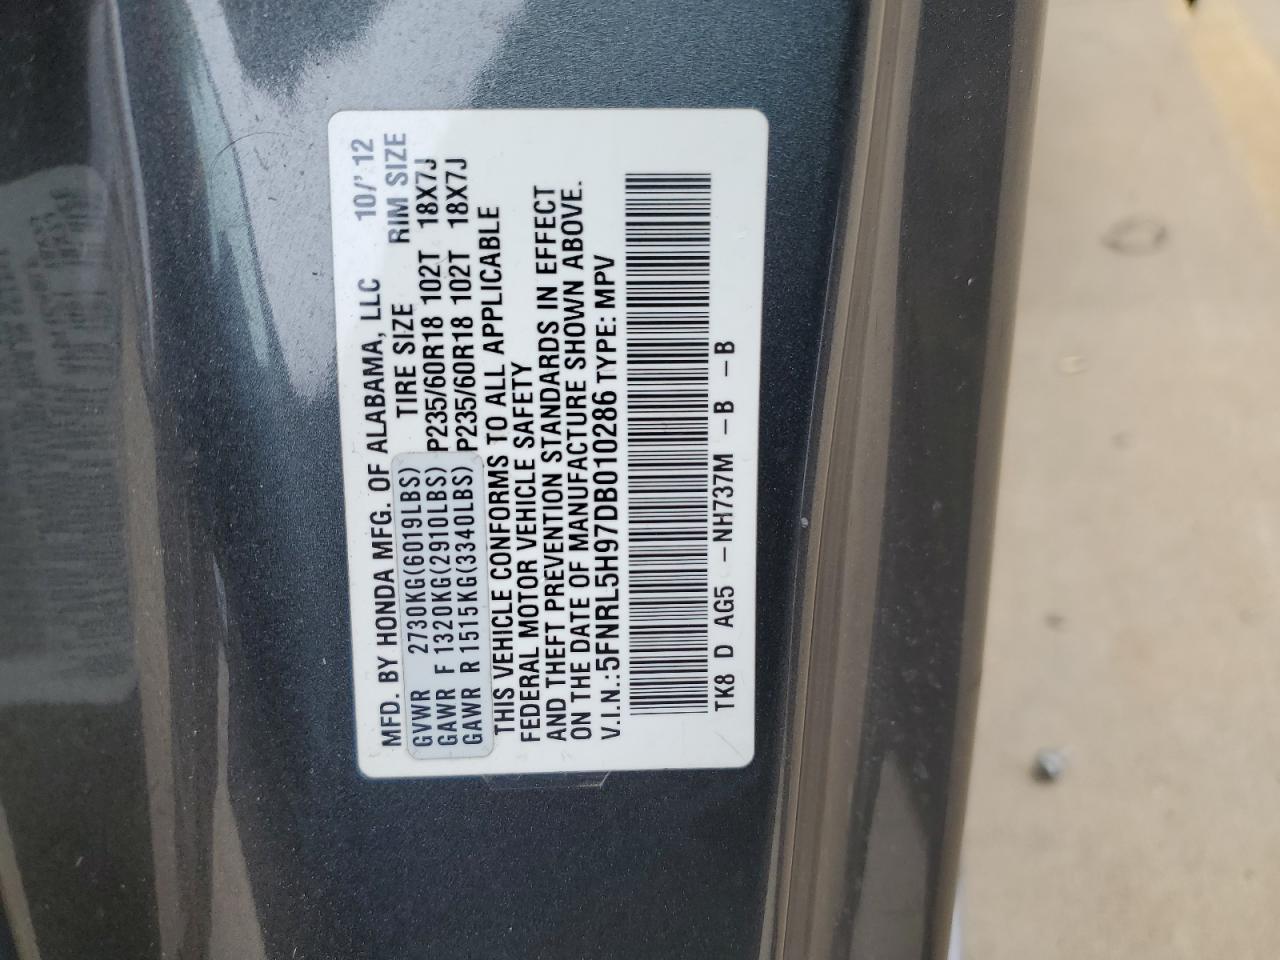 MFD. BY HONDA MFG. OF ALABAMA, LLC 10/'12
TIRE SIZE RIM SIZE
GVWR 2730KG(6019LBS)
GAWR F 1320KG(2910LBS) P235/60R18 102T 18X7J
GAWR R 1515KG(3340LBS) P235/60R18 102T 18X7J
THIS VEHICLE CONFORMS TO ALL APPLICABLE
FEDERAL MOTOR VEHICLE SAFETY
AND THEFT PREVENTION STANDARDS IN EFFECT
ON THE DATE OF MANUFACTURE SHOWN ABOVE.
V.I.N.:5FNRL5H97DB010286 TYPE: MPV
TK8 D AG5 -NH737M -B -B